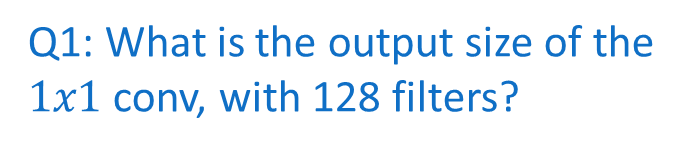 Q1: What is the output size of the
1x1 conv, with 128 filters?